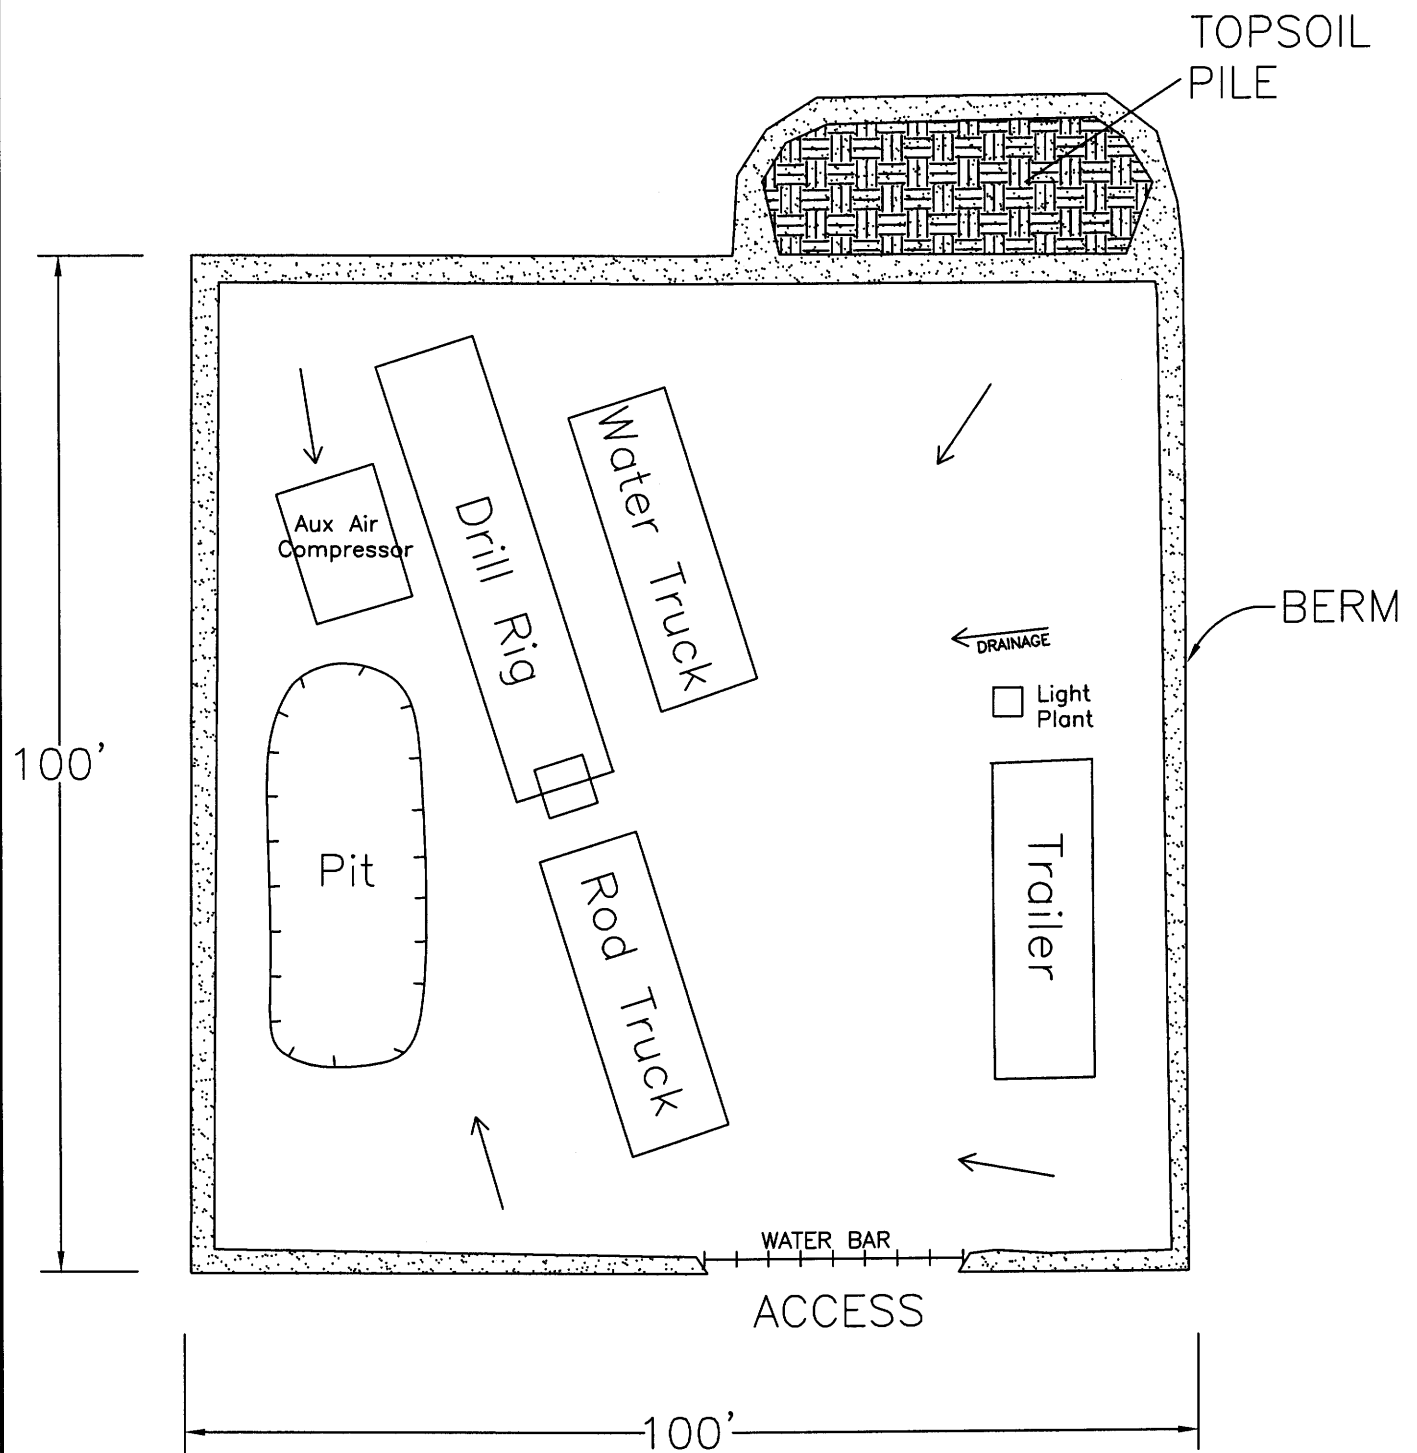 TOPSOIL
PILE
Water Truck
Drill Rig
Aux Air
Compressor
BERM
DRAINAGE
Light
Plant
100'
Pit
Rod Truck
Trailer
WATER BAR
ACCESS
100'